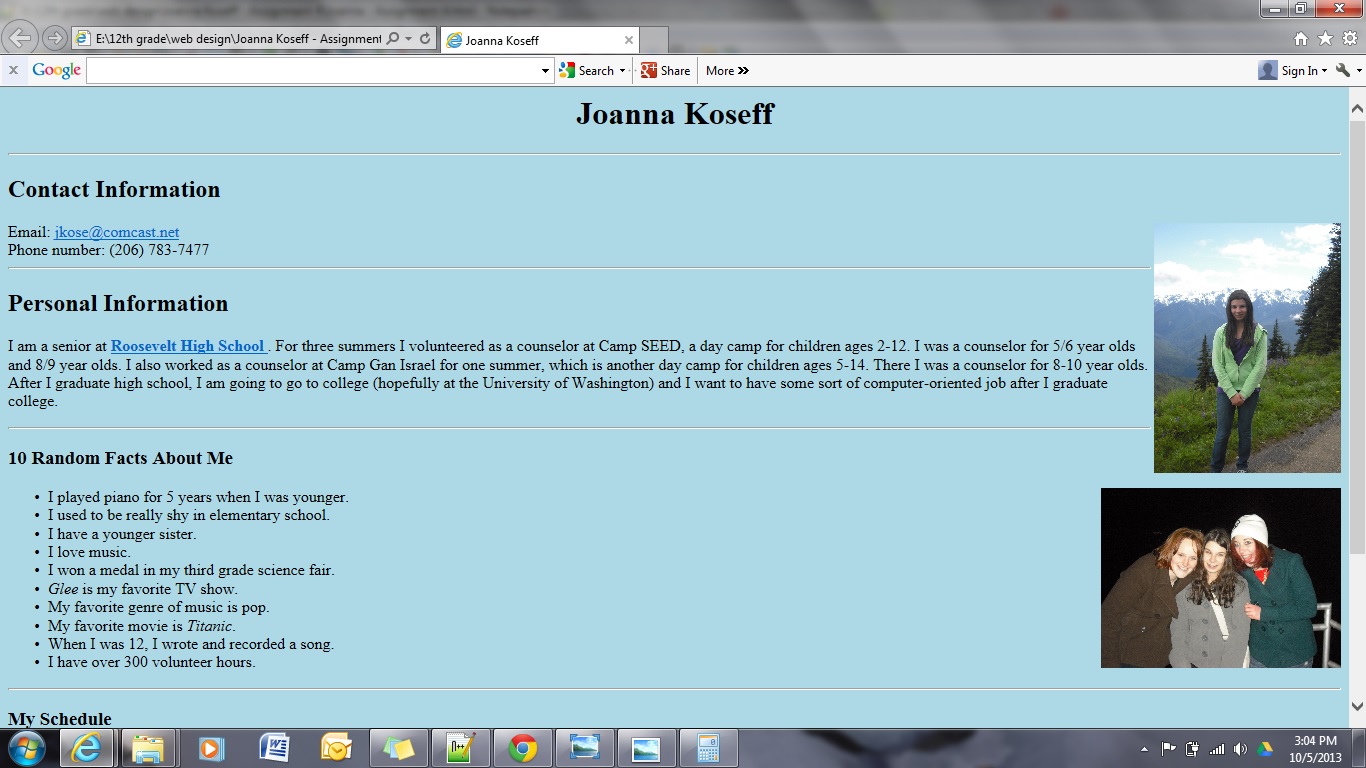 E:\12th grade\web design\Joanna Koseff - Assignment
Joanna Koseff
x Google Search Share More »
Sign In
Joanna Koseff
Contact Information
Email: jkose@comcast.net
Phone number: (206) 783-7477
Personal Information
I am a senior at Roosevelt High School . For three summers I volunteered as a counselor at Camp SEED, a day camp for children ages 2-12. I was a counselor for 5/6 year olds
and 8/9 year olds. I also worked as a counselor at Camp Gan Israel for one summer, which is another day camp for children ages 5-14. There I was a counselor for 8-10 year olds.
After I graduate high school, I am going to go to college (hopefully at the University of Washington) and I want to have some sort of computer-oriented job after I graduate
college.
10 Random Facts About Me
• I played piano for 5 years when I was younger.
• I used to be really shy in elementary school.
• I have a younger sister.
• I love music.
• I won a medal in my third grade science fair.
• Glee is my favorite TV show.
• My favorite genre of music is pop.
• My favorite movie is Titanic.
• When I was 12, I wrote and recorded a song.
• I have over 300 volunteer hours.
My Schedule
3:04 PM
10/5/2013